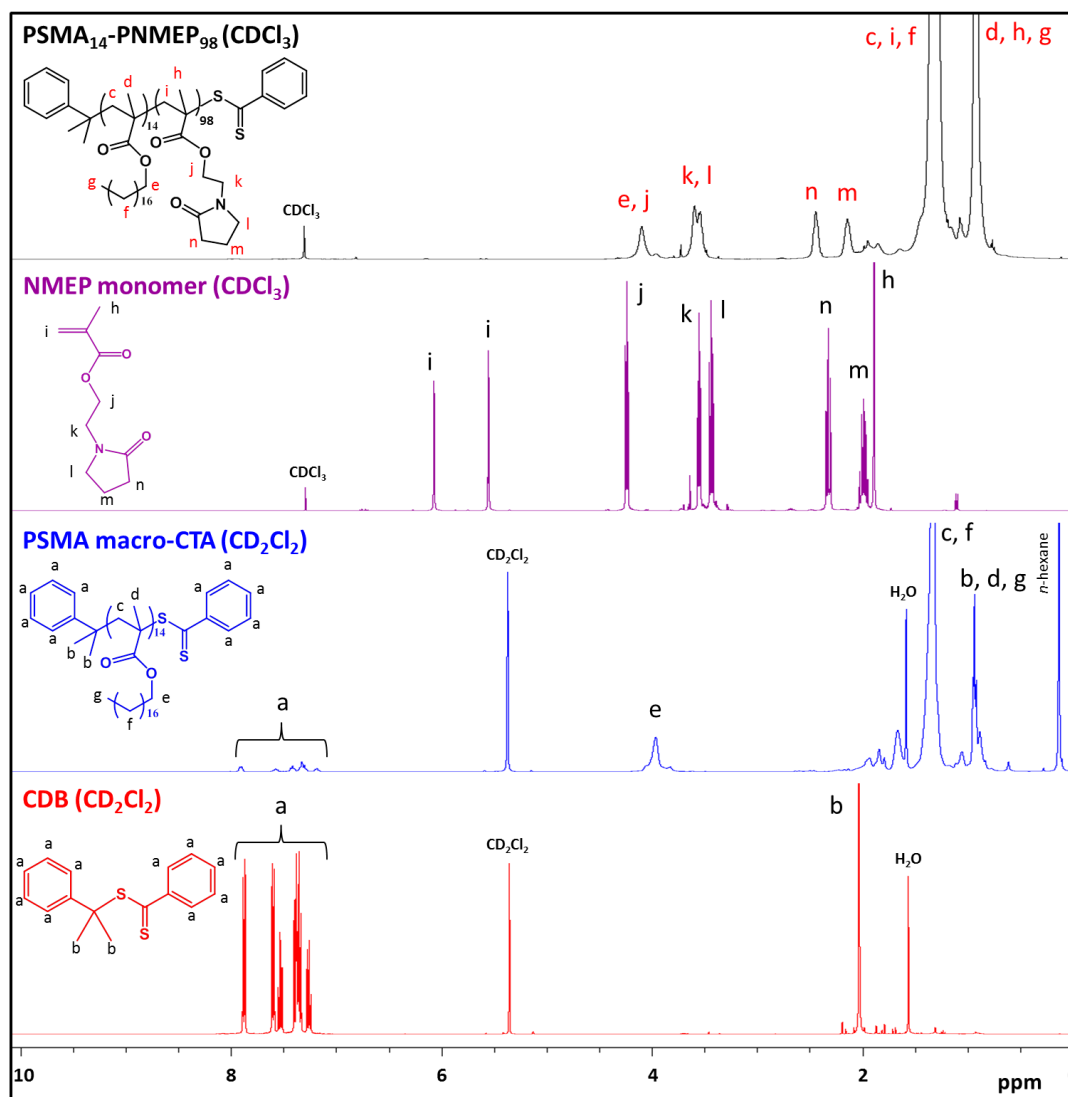 PSMA14-PNMEP98 (CDCl3)
c, i, f
d, h, g
h
d
c
i
S
14
98
S
O
O
O
O
j
k
g
e
16
f
N
O
l
n
m
CDCl3
e, j
k, l
n
m
NMEP monomer (CDCl3)
h
i
O
O
j
k
N
O
l
m
n
CDCl3
i
i
j
k
l
n
m
h
PSMA macro-CTA (CD2Cl2)
a
a
a
a
a
c
d
S
14
S
a
a
a
a
a
b
b
O
O
g
e
16
f
a
CD2Cl2
e
H2O
c, f
b, d, g
n-hexane
CDB (CD2Cl2)
a
a
a
a
a
S
S
a
a
a
a
a
b
b
a
CD2Cl2
b
H2O
10
8
6
4
2
ppm